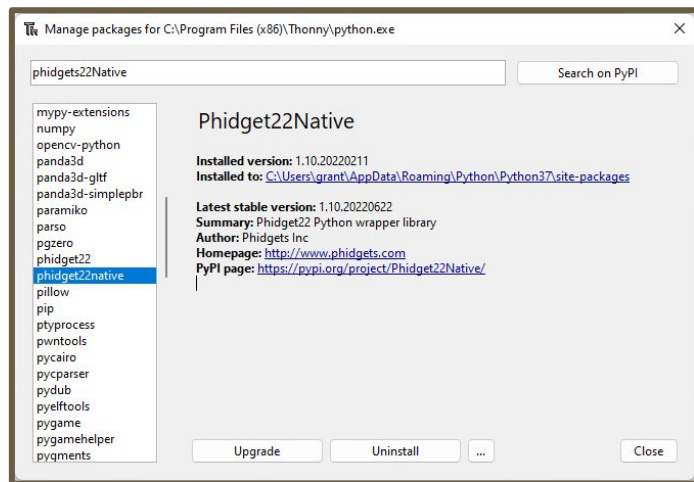 Manage packages for C:\Program Files (x86)\Thonny\python.exe
phidgets22Native
Search on PyPI
mypy-extensions
numpy
opencv-python
panda3d
panda3d-gltf
panda3d-simplepbr
paramiko
parso
pgzero
phidget22
phidget22native
pillow
pip
ptyprocess
pwntools
pycairo
pycparser
pydub
pyelftools
pygame
pygamehelper
pygments
Phidget22Native
Installed version: 1.10.20220211
Installed to: C:\Users\grant\AppData\Roaming\Python\Python37\site-packages
Latest stable version: 1.10.20220622
Summary: Phidget22 Python wrapper library
Author: Phidgets Inc
Homepage: http://www.phidgets.com
PyPI page: https://pypi.org/project/Phidget22Native/
Upgrade
Uninstall
...
Close